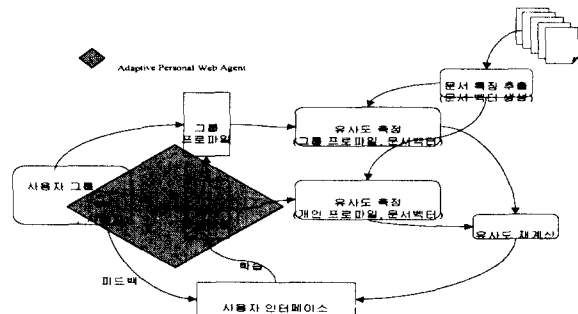 Adaptive Personal Web Agent
문서 특징 추출
(문서 벡터 생성)
그룹
프로파일
유사도 측정
(그룹 프로파일, 문서벡터)
사용자 그룹
유사도 측정
(개인 프로파일, 문서벡터)
유사도 재계산
학습
피드백
사용자 인터페이스